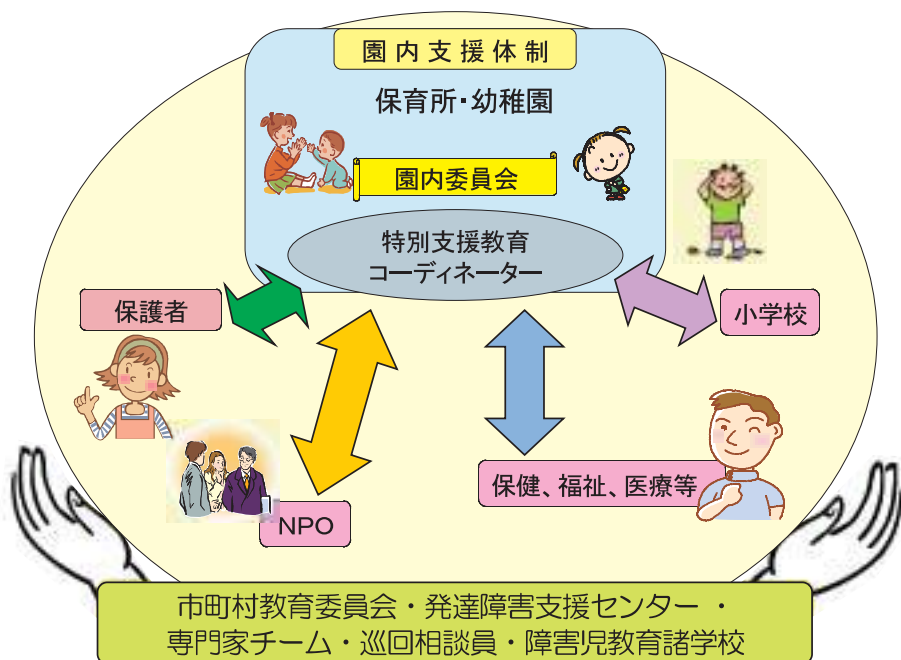 園内支援体制
保育所・幼稚園
園内委員会
特別支援教育
コーディネーター
保護者
小学校
保健、福祉、医療等
NPO
市町村教育委員会・発達障害支援センター ・
専門家チーム・巡回相談員・障害児教育諸学校